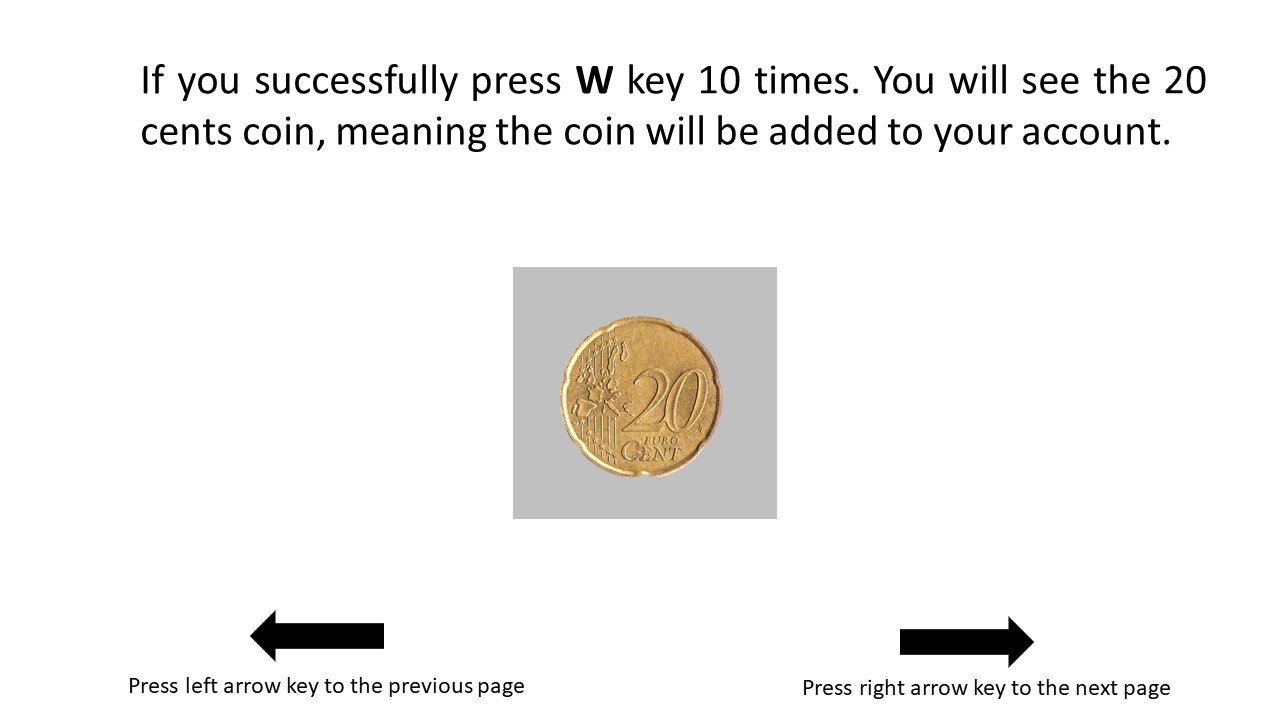 If you successfully press W key 10 times. You will see the 20
cents coin, meaning the coin will be added to your account.
20
EURO
CENT
Press left arrow key to the previous page
Press right arrow key to the next page